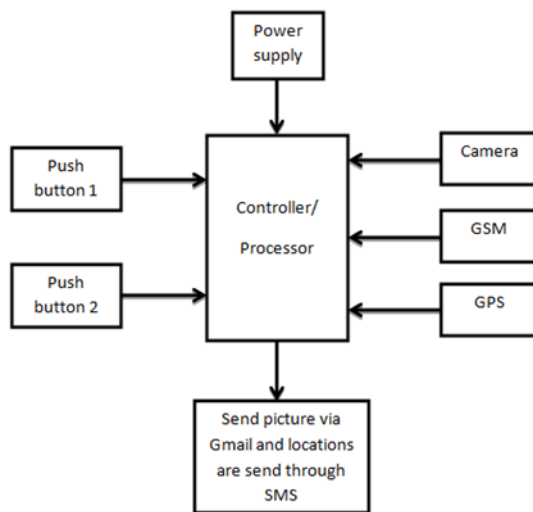 Power
supply
Push
button 1
Controller/
Processor
Camera
GSM
Push
button 2
GPS
Send picture via
Gmail and locations
are send through
SMS